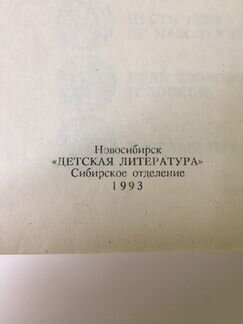 Новосибирск
«ДЕТСКАЯ ЛИТЕРАТУРА»
Сибирское отделение
1993